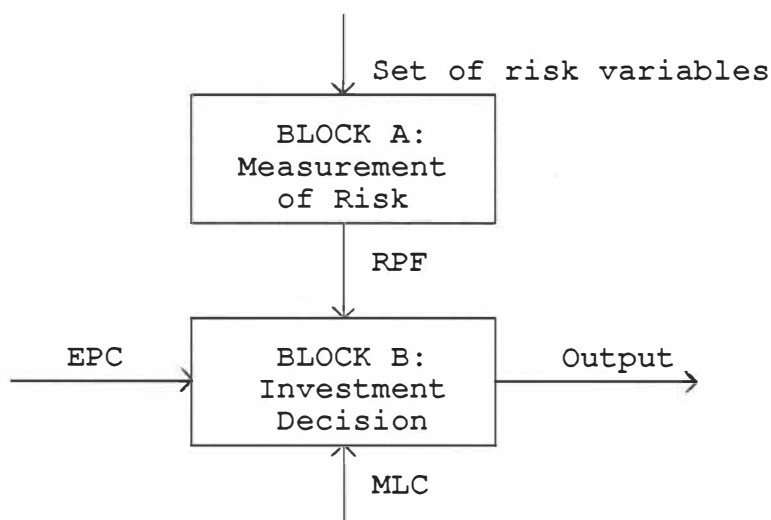 Set of risk variables
BLOCK A:
Measurement
of Risk
RPF
EPC
BLOCK B:
Investment
Decision
Output
MLC